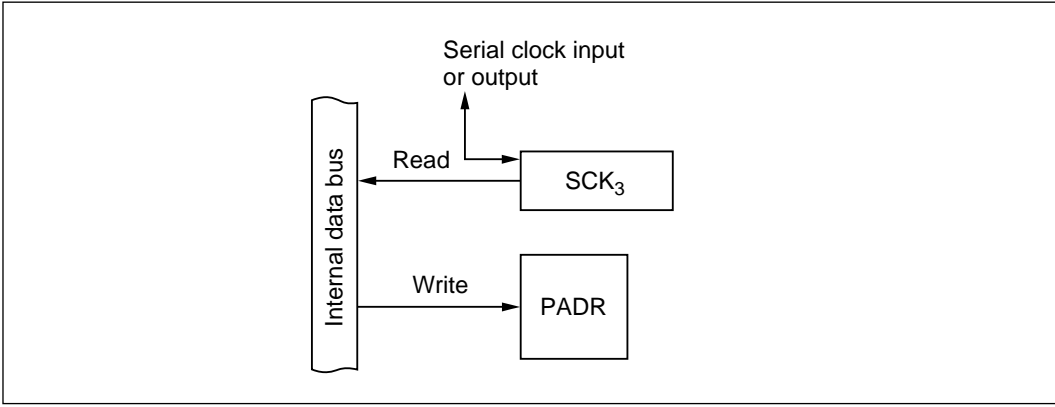 Serial clock input
or output
Read
SCK₃
Internal data bus
Write
PADR